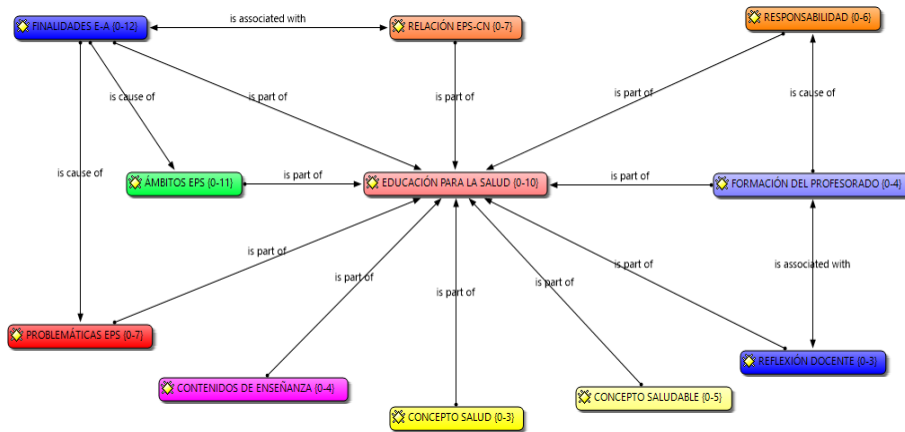 FINALIDADES E-A {0-12}
is associated with
RELACIÓN EPS-CN {0-7}
RESPONSABILIDAD {0-6}
is cause of
is part of
is part of
is part of
is cause of
is cause of
ÁMBITOS EPS {0-11}
is part of
EDUCACIÓN PARA LA SALUD {0-10}
is part of
FORMACIÓN DEL PROFESORADO {0-4}
is part of
is part of
is part of
is part of
is part of
is associated with
PROBLEMÁTICAS EPS {0-7}
REFLEXIÓN DOCENTE {0-3}
CONTENIDOS DE ENSEÑANZA {0-4}
CONCEPTO SALUDABLE {0-5}
CONCEPTO SALUD {0-3}